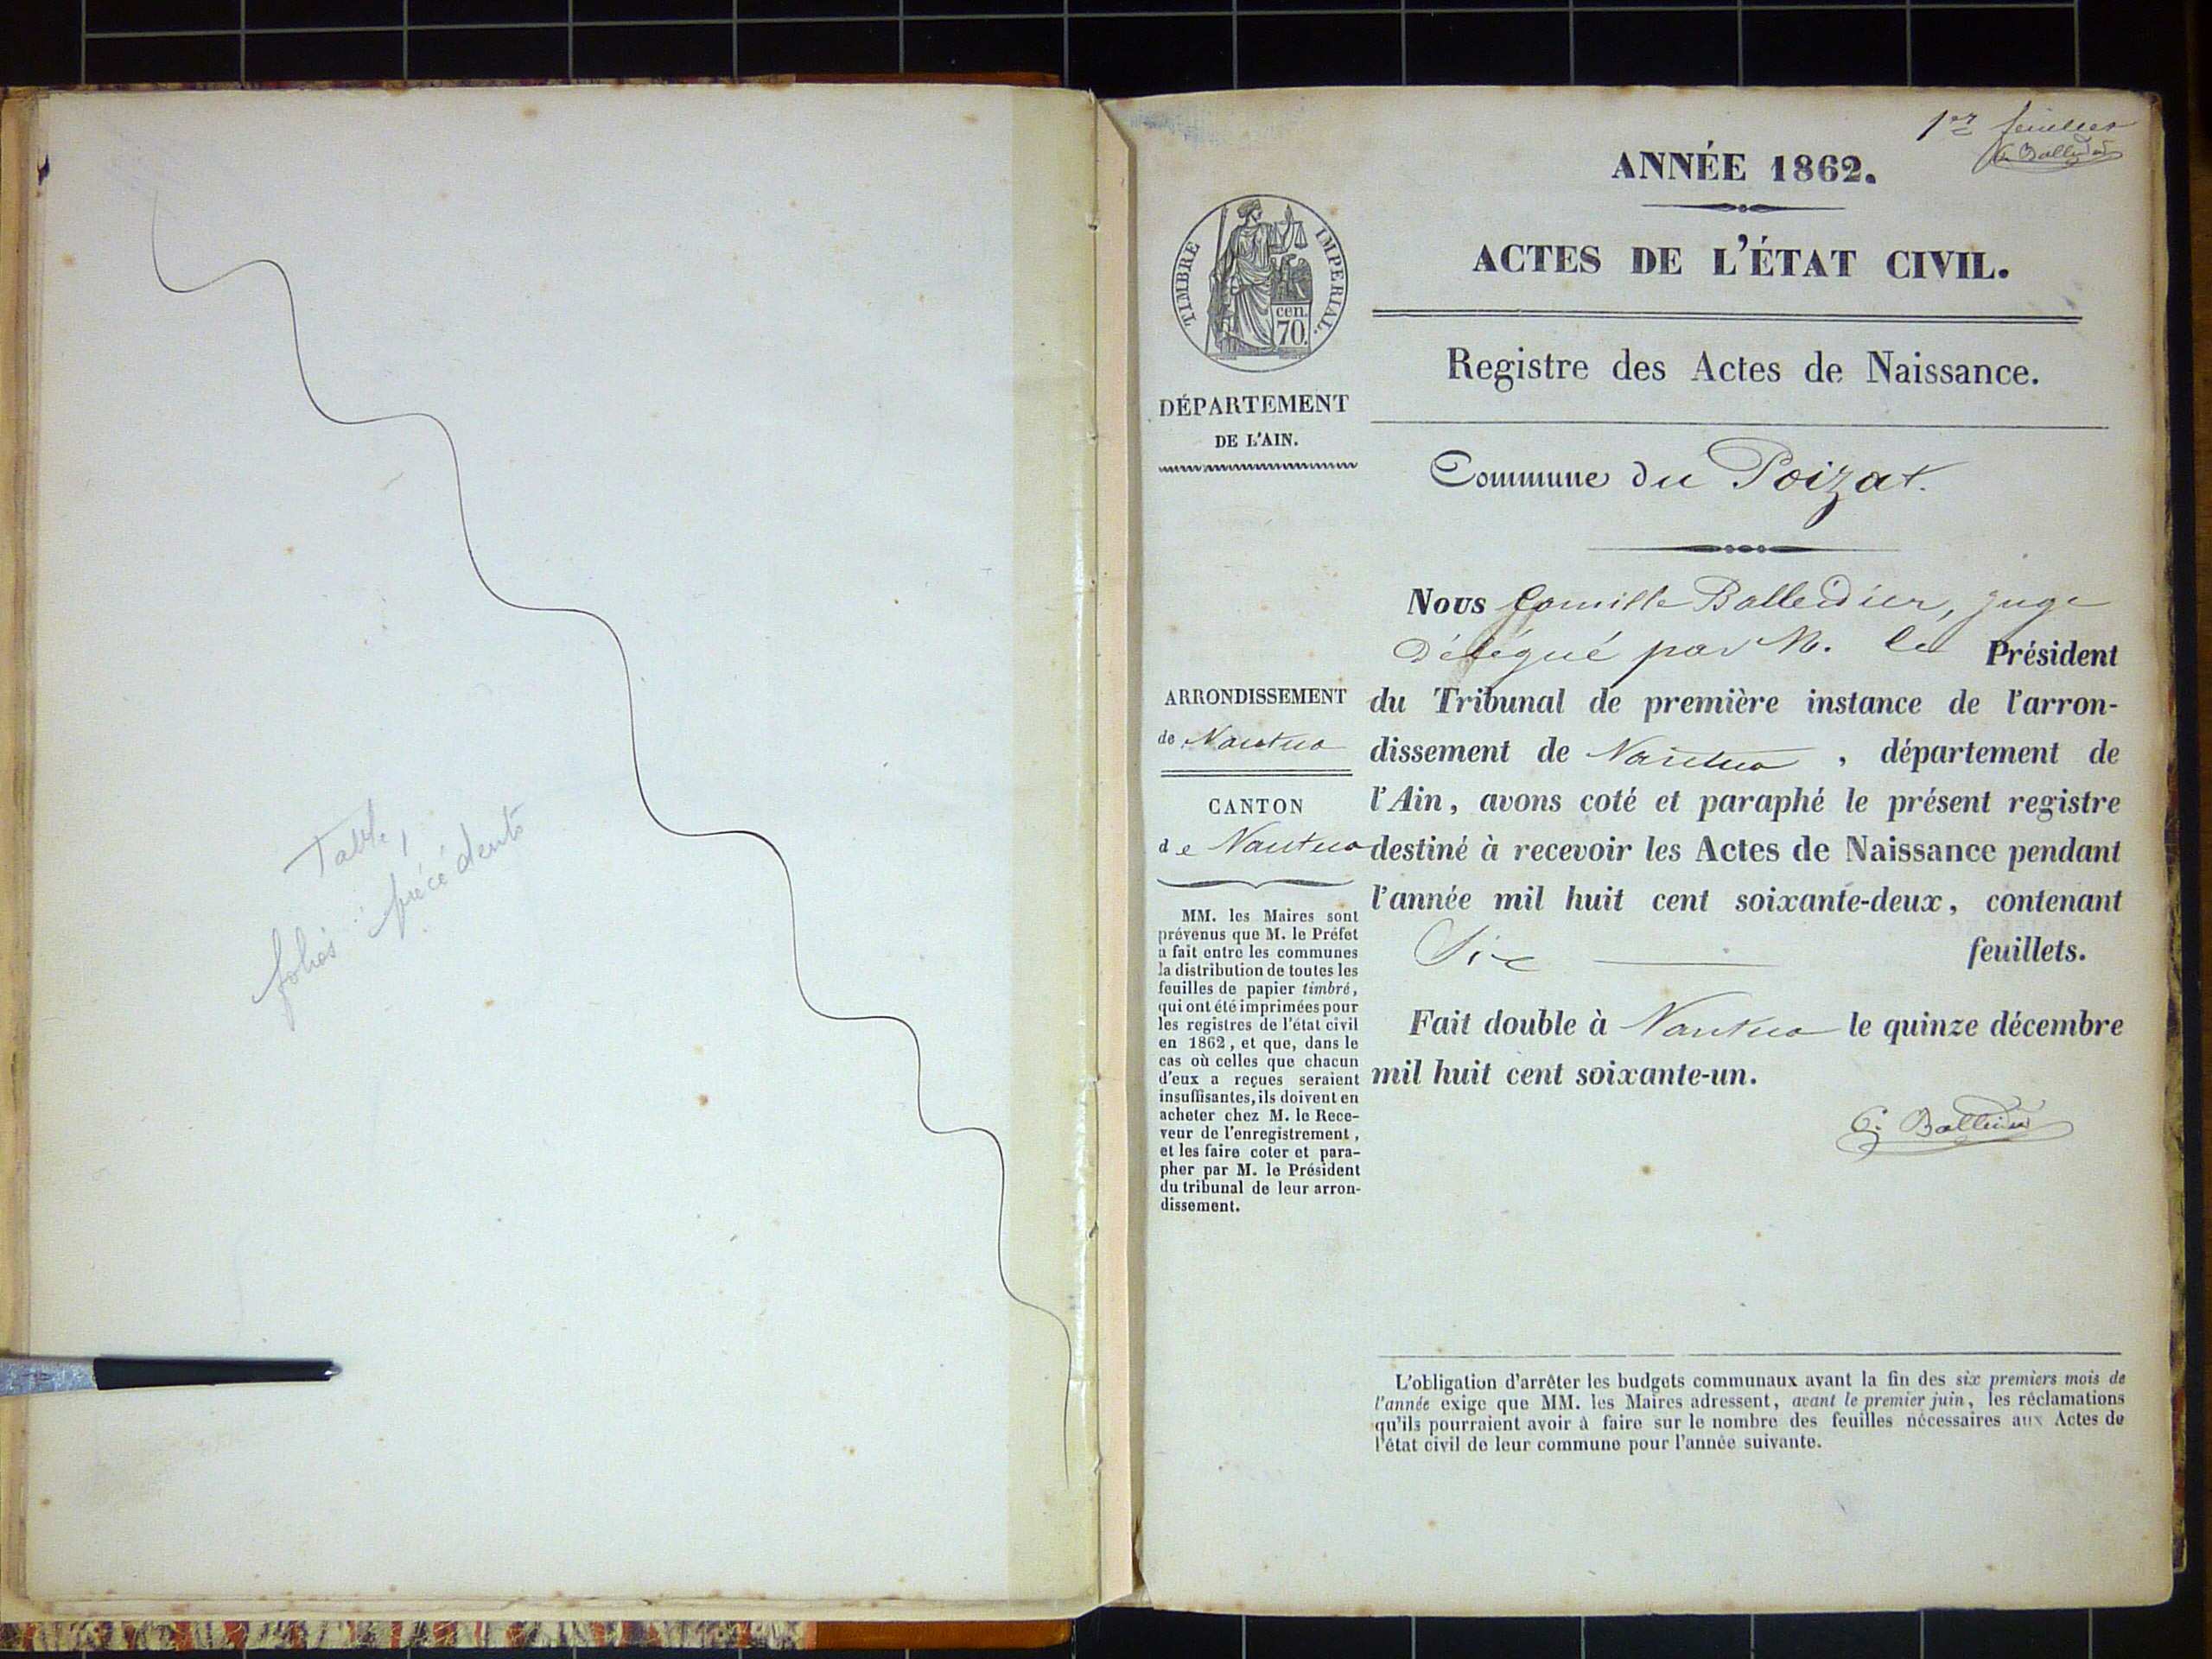 Table,
folios précédents
1er feuillet
C. Balleidier
ANNÉE 1862.
ACTES DE L'ÉTAT CIVIL.
TIMBRE IMPERIAL.
cen.
70.
Registre des Actes de Naissance.
DÉPARTEMENT
DE L'AIN.
Commune du Poizat.
Nous Camille Balleidier, juge
délégué par M. le Président
du Tribunal de première instance de l'arron-
dissement de Nantua, département de
l'Ain, avons coté et paraphé le présent registre
destiné à recevoir les Actes de Naissance pendant
l'année mil huit cent soixante-deux, contenant
Six feuillets.
Fait double à Nantua le quinze décembre
mil huit cent soixante-un.
C. Balleidier
ARRONDISSEMENT
de Nantua
CANTON
de Nantua
MM. les Maires sont
prévenus que M. le Préfet
a fait entre les communes
la distribution de toutes les
feuilles de papier timbré,
qui ont été imprimées pour
les registres de l'état civil
en 1862, et que, dans le
cas où celles que chacun
d'eux a reçues seraient
insuffisantes, ils doivent en
acheter chez M. le Rece-
veur de l'enregistrement,
et les faire coter et para-
pher par M. le Président
du tribunal de leur arron-
dissement.
L'obligation d'arrêter les budgets communaux avant la fin des six premiers mois de
l'année exige que MM. les Maires adressent, avant le premier juin, les réclamations
qu'ils pourraient avoir à faire sur le nombre des feuilles nécessaires aux Actes de
l'état civil de leur commune pour l'année suivante.